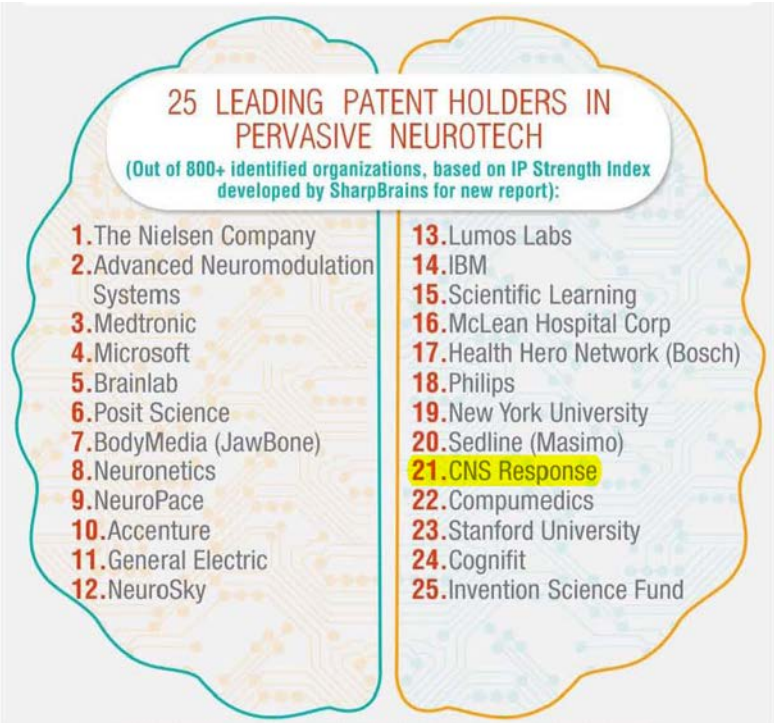 25 LEADING PATENT HOLDERS IN
PERVASIVE NEUROTECH
(Out of 800+ identified organizations, based on IP Strength Index
developed by SharpBrains for new report):
1.The Nielsen Company
2.Advanced Neuromodulation
Systems
3.Medtronic
4.Microsoft
5.Brainlab
6.Posit Science
7.BodyMedia (JawBone)
8.Neuronetics
9.NeuroPace
10.Accenture
11.General Electric
12.NeuroSky
13.Lumos Labs
14.IBM
15.Scientific Learning
16.McLean Hospital Corp
17.Health Hero Network (Bosch)
18.Philips
19.New York University
20.Sedline (Masimo)
21.CNS Response
22.Compumedics
23.Stanford University
24.Cognifit
25.Invention Science Fund